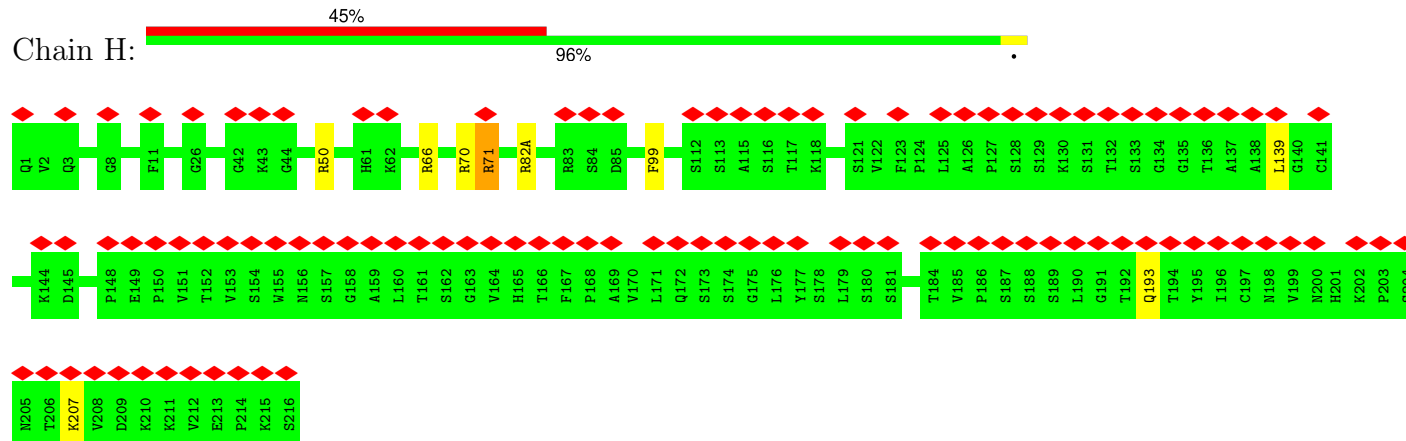 45%
Chain H:
96%
.
Q1 V2 Q3 G8 F11 G26 G42 K43 G44 R50 H61 K62 R66 R70 R71 R82A R83 S84 D85 F99 S112 S113 A115 S116 T117 K118 S121 V122 F123 P124 L125 A126 P127 S128 S129 K130 S131 T132 S133 G134 G135 T136 A137 A138 L139 G140 C141
K144 D145 P148 E149 P150 V151 T152 V153 S154 W155 N156 S157 G158 A159 L160 T161 S162 G163 V164 H165 T166 F167 P168 A169 V170 L171 Q172 S173 S174 G175 L176 Y177 S178 L179 S180 S181 T184 V185 P186 S187 S188 S189 L190 G191 T192 Q193 T194 Y195 I196 C197 N198 V199 N200 H201 K202 P203
N205 T206 K207 V208 D209 K210 K211 V212 E213 P214 K215 S216